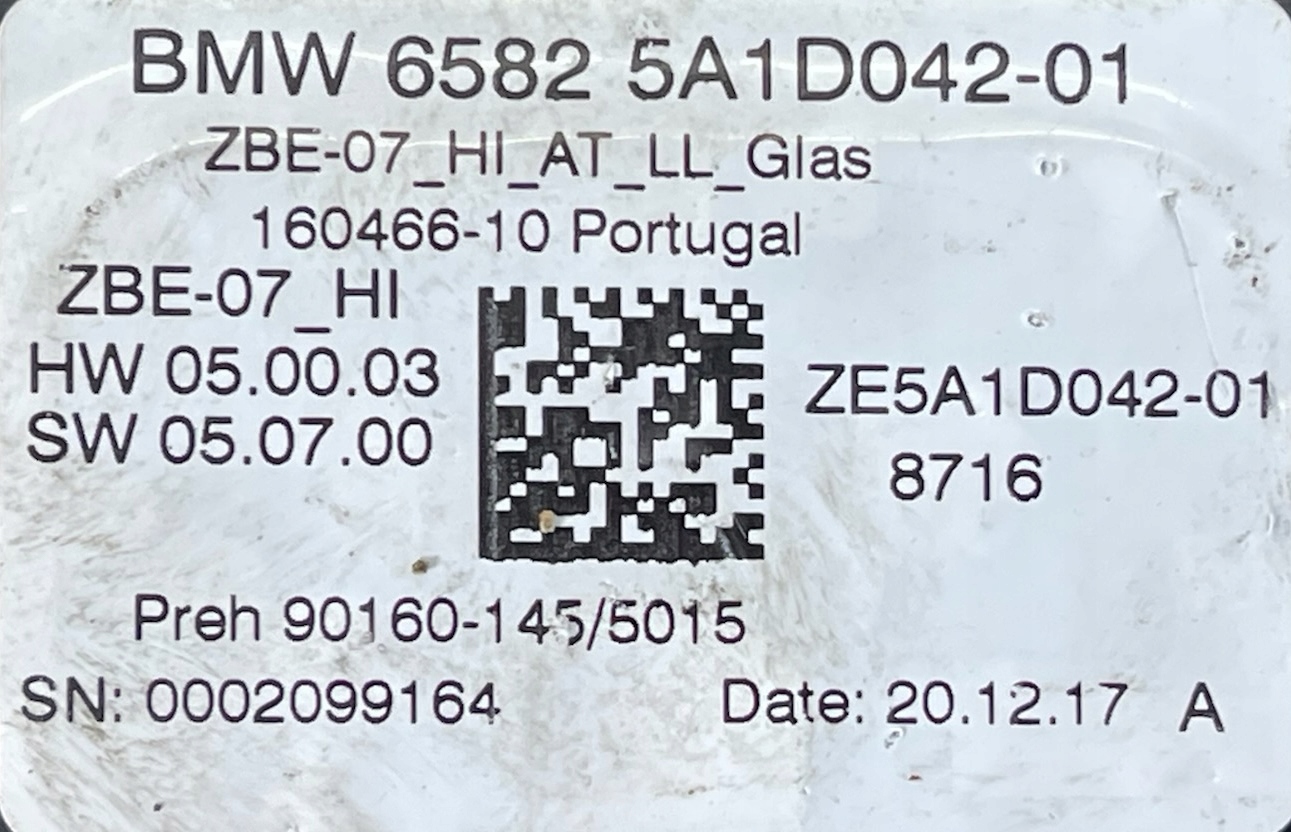 BMW 6582 5A1D042-01
ZBE-07_HI_AT_LL_Glas
160466-10 Portugal
ZBE-07_HI
HW 05.00.03
SW 05.07.00
ZE5A1D042-01
8716
Preh 90160-145/5015
SN: 0002099164
Date: 20.12.17 A